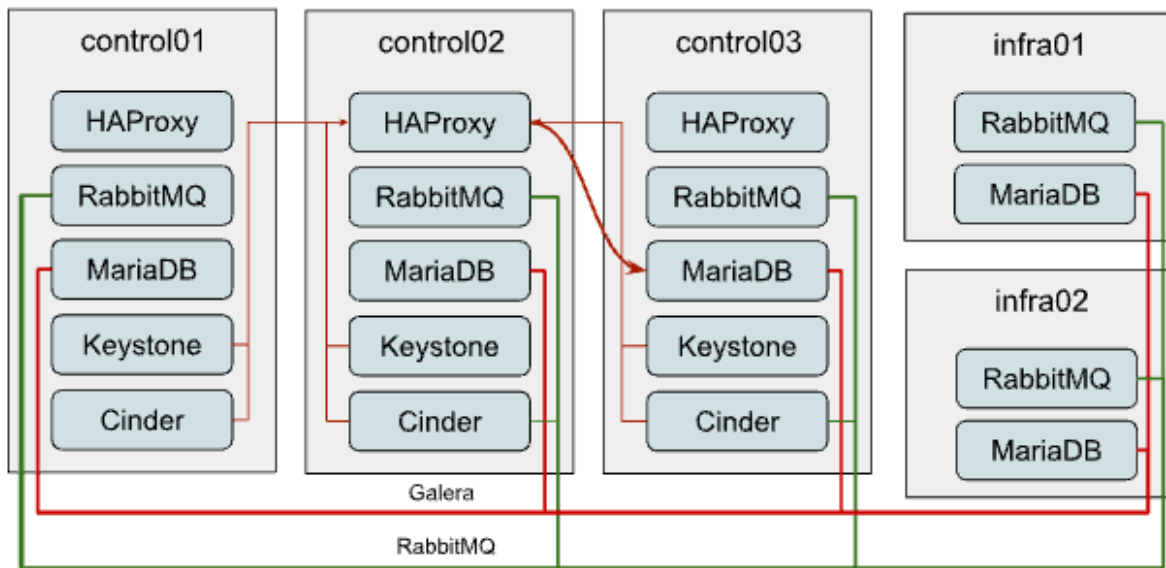 control01
HAProxy
RabbitMQ
MariaDB
Keystone
Cinder
control02
HAProxy
RabbitMQ
MariaDB
Keystone
Cinder
control03
HAProxy
RabbitMQ
MariaDB
Keystone
Cinder
infra01
RabbitMQ
MariaDB
infra02
RabbitMQ
MariaDB
Galera
RabbitMQ